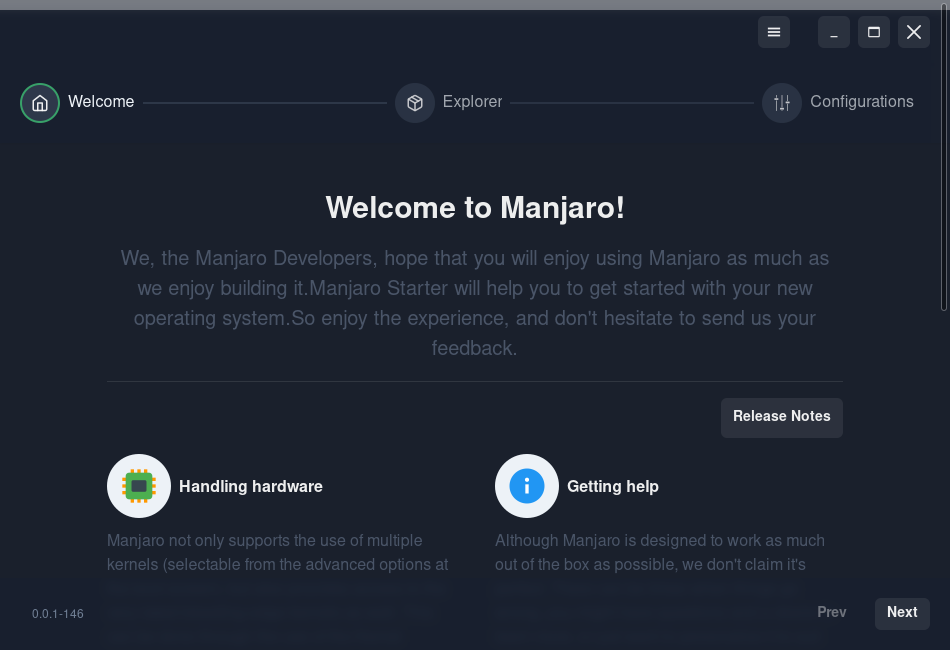 Welcome
Explorer
Configurations
Welcome to Manjaro!
We, the Manjaro Developers, hope that you will enjoy using Manjaro as much as
we enjoy building it.Manjaro Starter will help you to get started with your new
operating system.So enjoy the experience, and don't hesitate to send us your
feedback.
Release Notes
Handling hardware
Getting help
Manjaro not only supports the use of multiple
kernels (selectable from the advanced options at
Although Manjaro is designed to work as much
out of the box as possible, we don't claim it's
0.0.1-146
Prev
Next